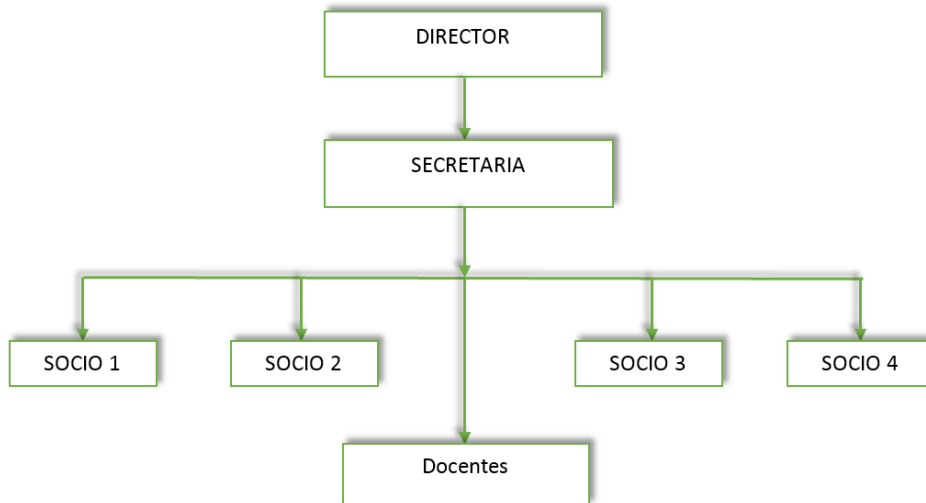 DIRECTOR
SECRETARIA
SOCIO 1
SOCIO 2
SOCIO 3
SOCIO 4
Docentes